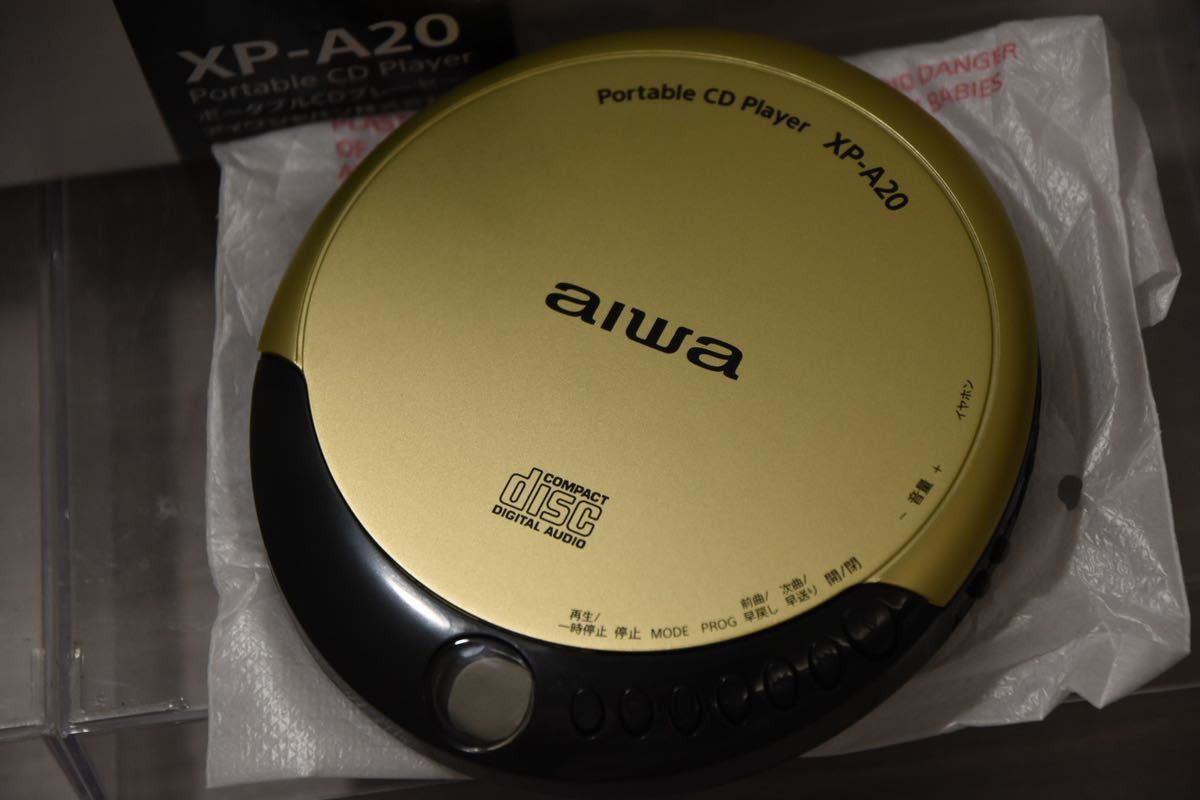 XP-A20
Portable CD Player
ポータブルCDプレーヤー
PLAS
OF
Portable CD Player XP-A20
DANGER
BABIES
aiwa
イヤホン
- 音量 +
COMPACT
disc
DIGITAL AUDIO
再生/
一時停止 停止 MODE PROG
前曲/
早戻し
次曲/
早送り
開/閉